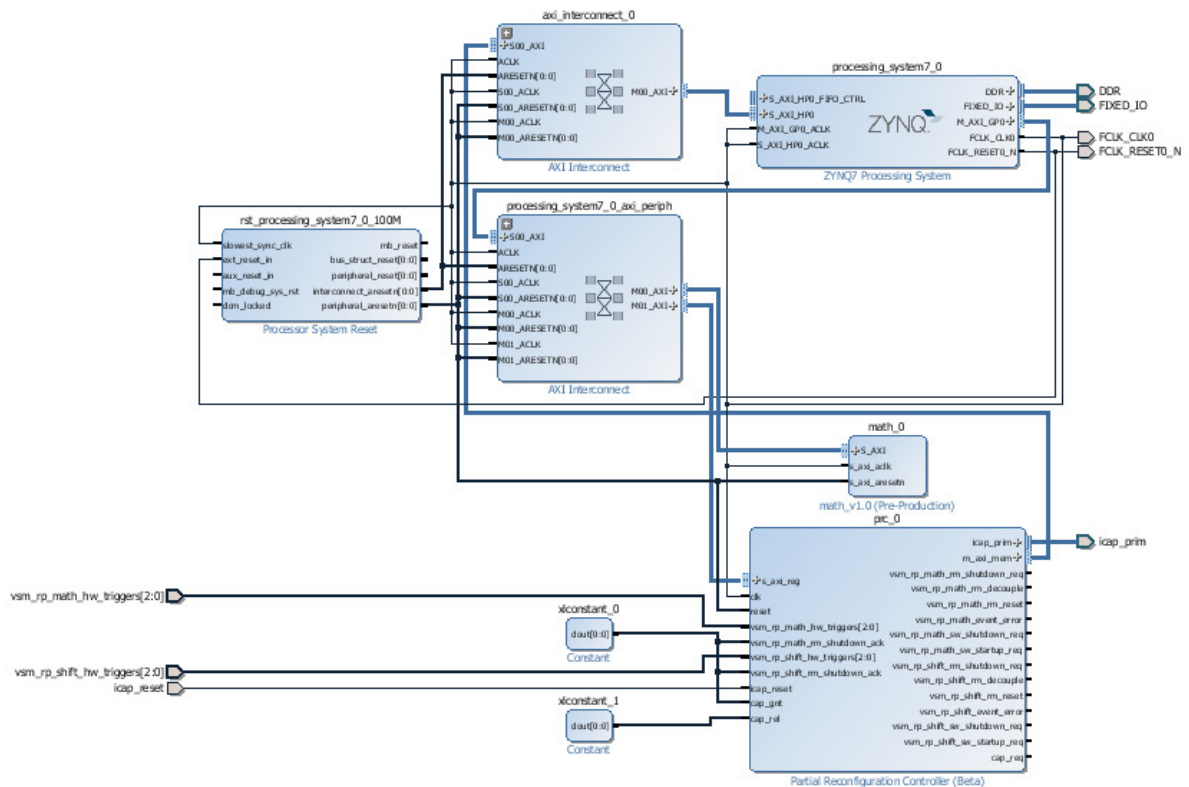 axi_interconnect_0
S00_AXI
ACLK
ARESETN[0:0]
S00_ACLK
S00_ARESETN[0:0]
M00_ACLK
M00_ARESETN[0:0]
M00_AXI
AXI Interconnect
processing_system7_0
S_AXI_HP0_FIFO_CTRL
S_AXI_HP0
M_AXI_GP0_ACLK
S_AXI_HP0_ACLK
ZYNQ
DDR
FIXED_IO
M_AXI_GP0
FCLK_CLK0
FCLK_RESET0_N
ZYNQ7 Processing System
DDR
FIXED_IO
FCLK_CLK0
FCLK_RESET0_N
rst_processing_system7_0_100M
slowest_sync_clk
ext_reset_in
aux_reset_in
mb_debug_sys_rst
dcm_locked
mb_reset
bus_struct_reset[0:0]
peripheral_reset[0:0]
interconnect_aresetn[0:0]
peripheral_aresetn[0:0]
Processor System Reset
processing_system7_0_axi_periph
S00_AXI
ACLK
ARESETN[0:0]
S00_ACLK
S00_ARESETN[0:0]
M00_ACLK
M00_ARESETN[0:0]
M01_ACLK
M01_ARESETN[0:0]
M00_AXI
M01_AXI
AXI Interconnect
math_0
S_AXI
s_axi_aclk
s_axi_aresetn
math_v1.0 (Pre-Production)
prc_0
s_axi_reg
clk
reset
vsm_rp_math_hw_triggers[2:0]
vsm_rp_math_rm_shutdown_ack
vsm_rp_shift_hw_triggers[2:0]
vsm_rp_shift_rm_shutdown_ack
icap_reset
cap_gnt
cap_rel
icap_prim
m_axi_mem
vsm_rp_math_rm_shutdown_req
vsm_rp_math_rm_decouple
vsm_rp_math_rm_reset
vsm_rp_math_event_error
vsm_rp_math_sw_shutdown_req
vsm_rp_math_sw_startup_req
vsm_rp_shift_rm_shutdown_req
vsm_rp_shift_rm_decouple
vsm_rp_shift_rm_reset
vsm_rp_shift_event_error
vsm_rp_shift_sw_shutdown_req
vsm_rp_shift_sw_startup_req
cap_req
Partial Reconfiguration Controller (Beta)
icap_prim
vsm_rp_math_hw_triggers[2:0]
vsm_rp_shift_hw_triggers[2:0]
icap_reset
xlconstant_0
dout[0:0]
Constant
xlconstant_1
dout[0:0]
Constant